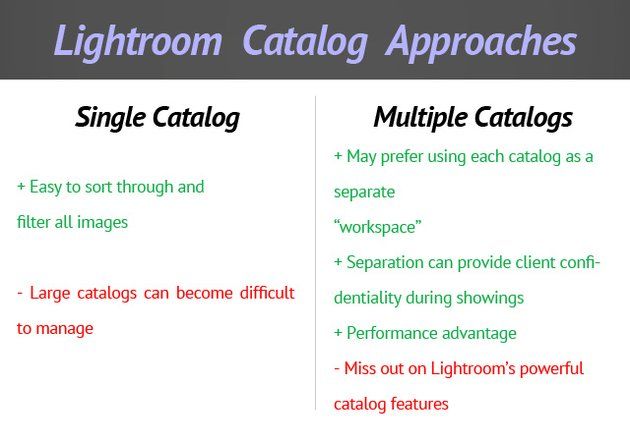 Lightroom Catalog Approaches
Single Catalog
+ Easy to sort through and
filter all images
- Large catalogs can become difficult
to manage
Multiple Catalogs
+ May prefer using each catalog as a
separate
“workspace”
+ Separation can provide client confi-
dentiality during showings
+ Performance advantage
- Miss out on Lightroom’s powerful
catalog features